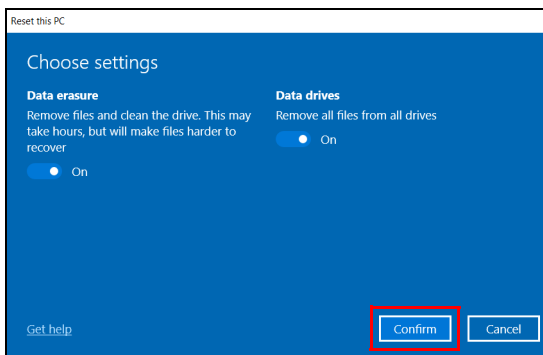 Reset this PC
Choose settings
Data erasure
Remove files and clean the drive. This may
take hours, but will make files harder to
recover
On
Data drives
Remove all files from all drives
On
Get help
Confirm
Cancel